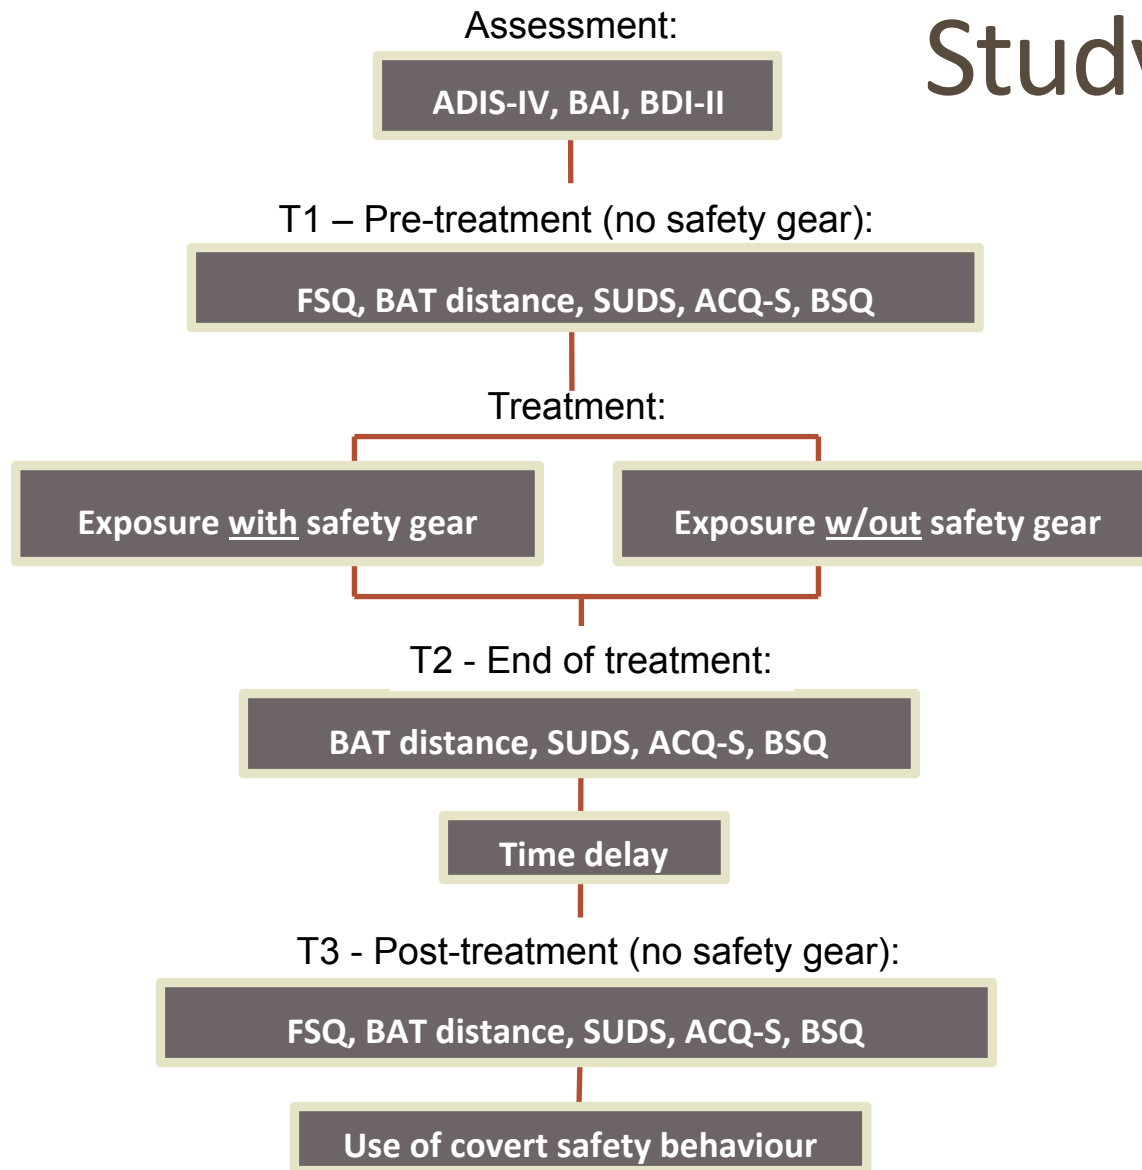 Assessment:
Study
ADIS-IV, BAI, BDI-II
T1 – Pre-treatment (no safety gear):
FSQ, BAT distance, SUDS, ACQ-S, BSQ
Treatment:
Exposure with safety gear
Exposure w/out safety gear
T2 - End of treatment:
BAT distance, SUDS, ACQ-S, BSQ
Time delay
T3 - Post-treatment (no safety gear):
FSQ, BAT distance, SUDS, ACQ-S, BSQ
Use of covert safety behaviour